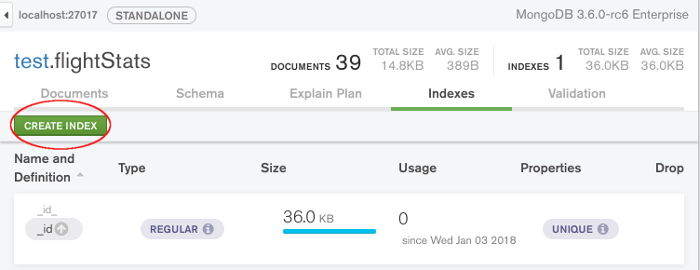 localhost:27017 STANDALONE MongoDB 3.6.0-rc6 Enterprise
test.flightStats DOCUMENTS 39 TOTAL SIZE 14.8KB AVG. SIZE 389B INDEXES 1 TOTAL SIZE 36.0KB AVG. SIZE 36.0KB
Documents Schema Explain Plan Indexes Validation
CREATE INDEX
Name and Definition Type Size Usage Properties Drop
_id_
_id REGULAR 36.0 KB 0 UNIQUE
since Wed Jan 03 2018